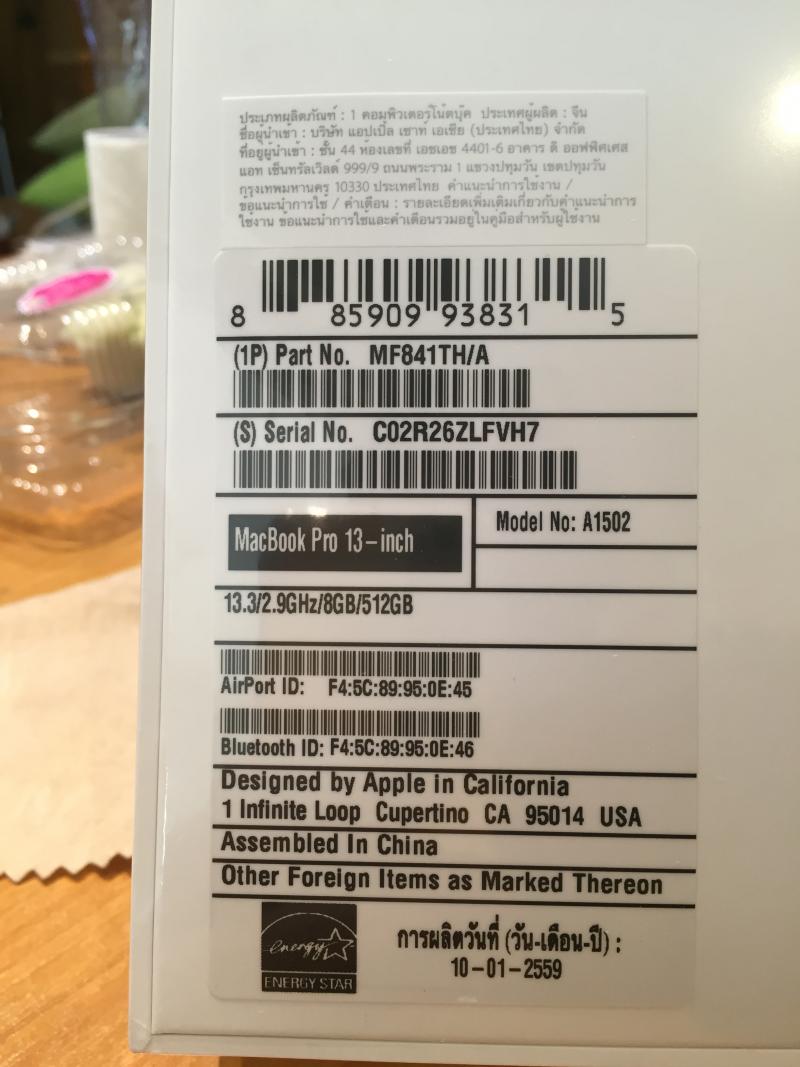 ประเภทผลิตภัณฑ์ : 1 คอมพิวเตอร์โน้ตบุ๊ค ประเทศผู้ผลิต : จีน
ชื่อผู้นำเข้า : บริษัท แอปเปิล เซาท์ เอเชีย (ประเทศไทย) จำกัด
ที่อยู่ผู้นำเข้า : ชั้น 44 ห้องเลขที่ เอชเอช 4401-6 อาคาร ดิ ออฟฟิศเศส
แอท เซ็นทรัลเวิลด์ 999/9 ถนนพระราม 1 แขวงปทุมวัน เขตปทุมวัน
กรุงเทพมหานคร 10330 ประเทศไทย คำแนะนำการใช้งาน /
ข้อแนะนำการใช้ / คำเตือน : รายละเอียดเพิ่มเติมเกี่ยวกับคำแนะนำการ
ใช้งาน ข้อแนะนำการใช้และคำเตือนรวมอยู่ในคู่มือสำหรับผู้ใช้งาน
8 85909 93831 5
(1P) Part No. MF841TH/A
(S) Serial No. C02R26ZLFVH7
MacBook Pro 13-inch
Model No: A1502
13.3/2.9GHz/8GB/512GB
AirPort ID: F4:5C:89:95:0E:45
Bluetooth ID: F4:5C:89:95:0E:46
Designed by Apple in California
1 Infinite Loop Cupertino CA 95014 USA
Assembled In China
Other Foreign Items as Marked Thereon
energy
ENERGY STAR
การผลิตวันที่ (วัน-เดือน-ปี) :
10-01-2559